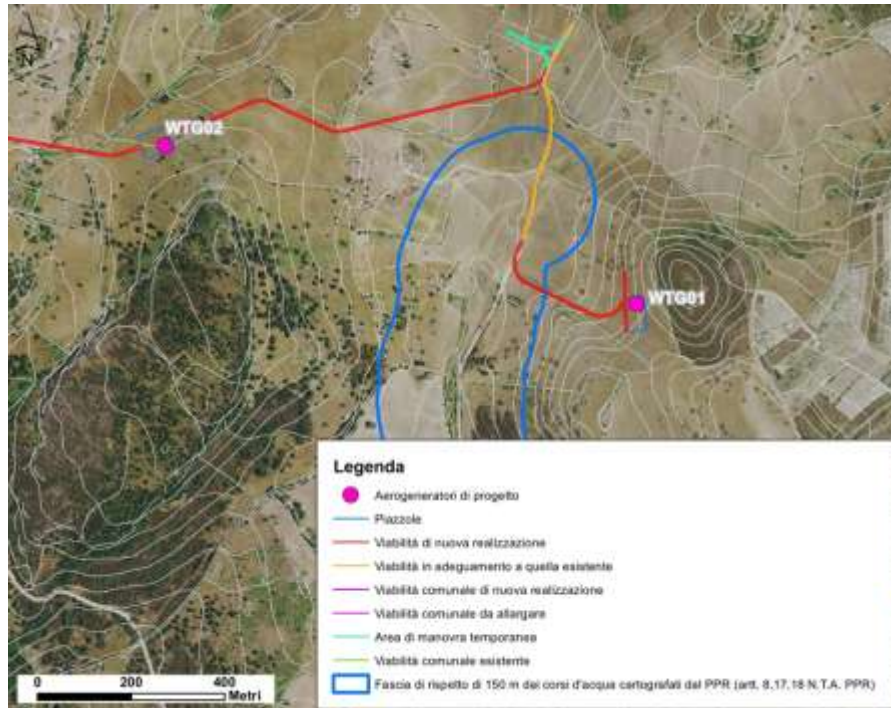 N
WTG02
WTG01
Legenda
Aerogeneratori di progetto
Piazzole
Viabilità di nuova realizzazione
Viabilità in adeguamento a quella esistente
Viabilità comunale di nuova realizzazione
Viabilità comunale da allargare
Area di manovra temporanea
Viabilità comunale esistente
Fascia di rispetto di 150 m dei corsi d'acqua cartografati dal PPR (artt. 8,17,18 N.T.A. PPR)
0 200 400
Metri